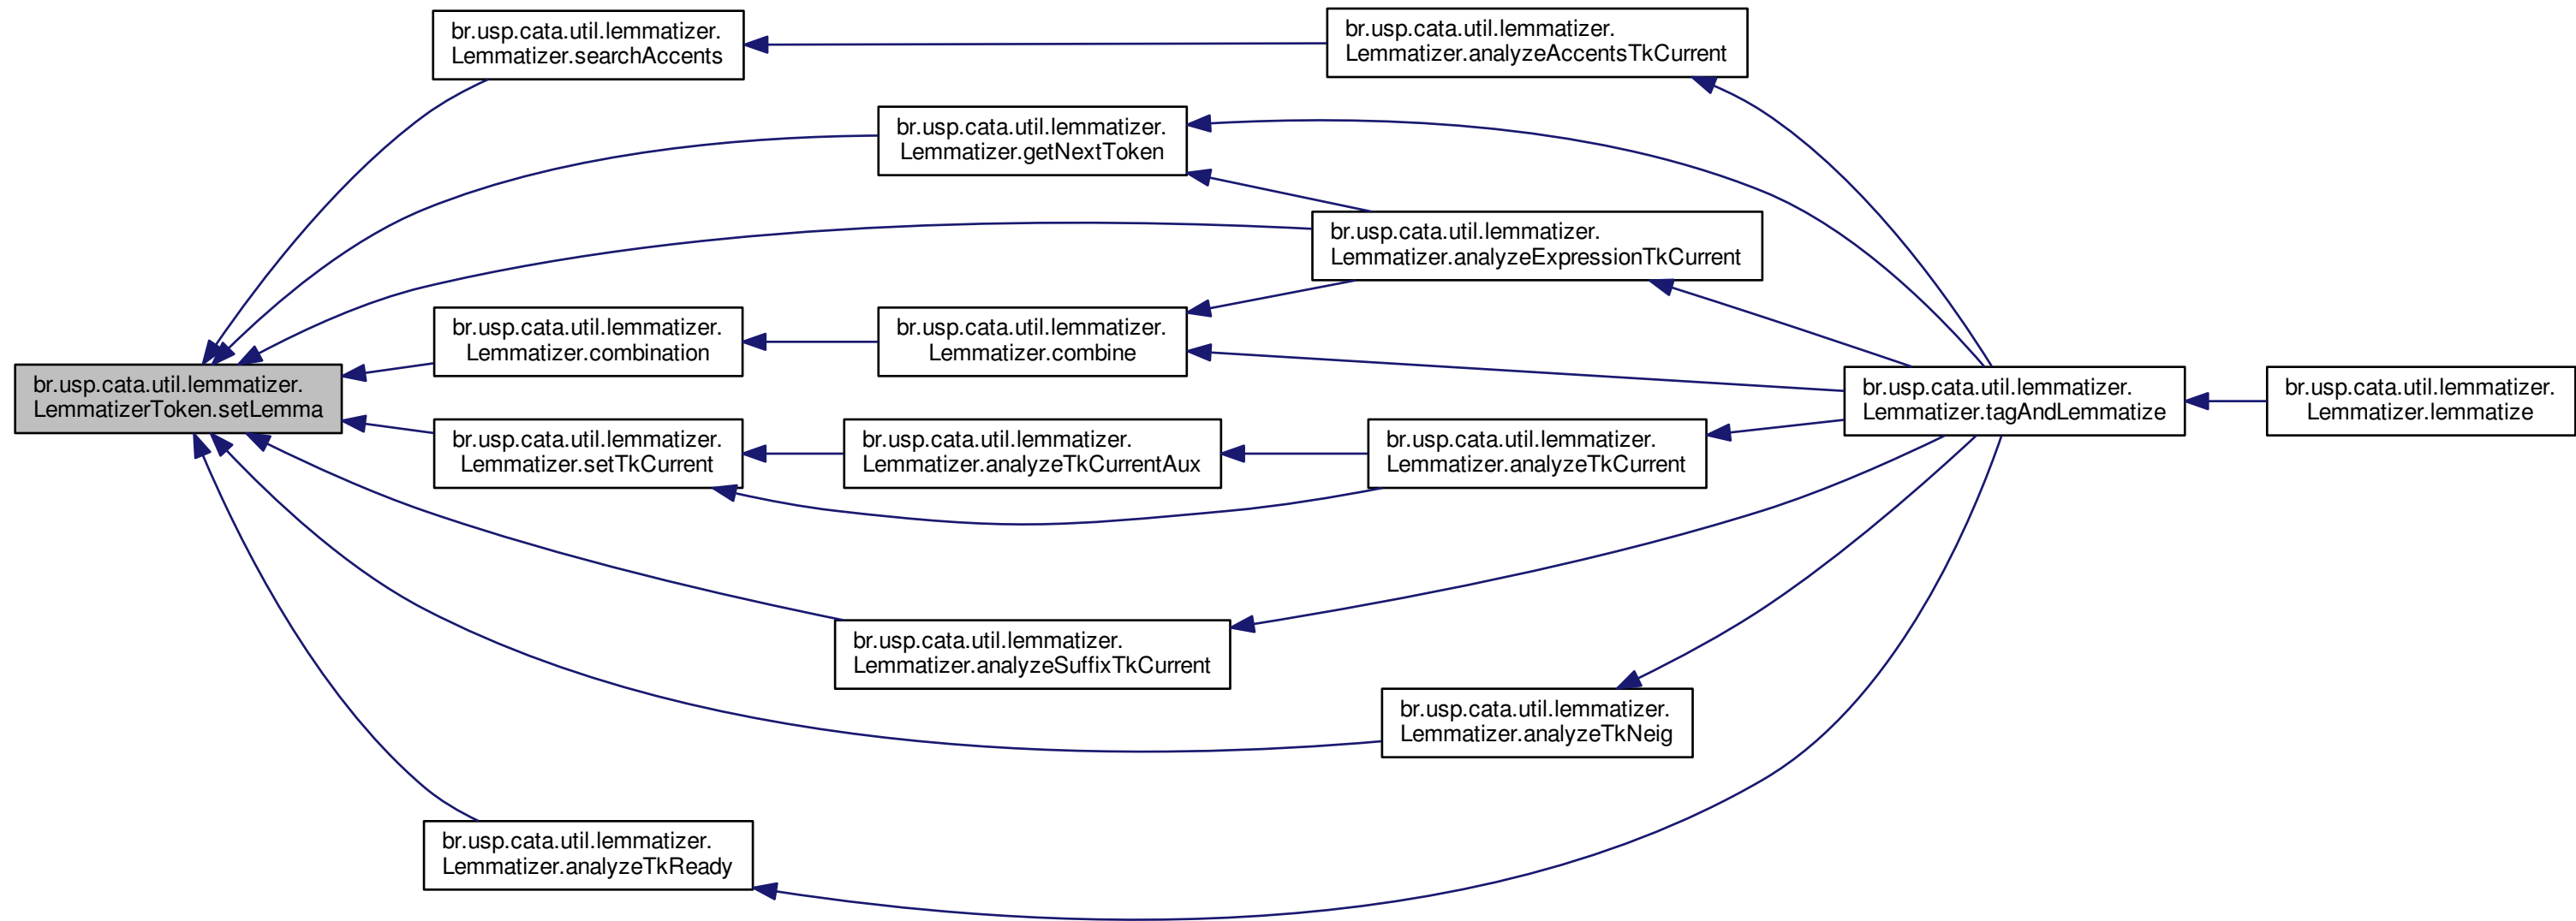 br.usp.cata.util.lemmatizer.
Lemmatizer.searchAccents
br.usp.cata.util.lemmatizer.
Lemmatizer.analyzeAccentsTkCurrent
br.usp.cata.util.lemmatizer.
Lemmatizer.getNextToken
br.usp.cata.util.lemmatizer.
Lemmatizer.analyzeExpressionTkCurrent
br.usp.cata.util.lemmatizer.
Lemmatizer.combination
br.usp.cata.util.lemmatizer.
Lemmatizer.combine
br.usp.cata.util.lemmatizer.
LemmatizerToken.setLemma
br.usp.cata.util.lemmatizer.
Lemmatizer.tagAndLemmatize
br.usp.cata.util.lemmatizer.
Lemmatizer.lemmatize
br.usp.cata.util.lemmatizer.
Lemmatizer.setTkCurrent
br.usp.cata.util.lemmatizer.
Lemmatizer.analyzeTkCurrentAux
br.usp.cata.util.lemmatizer.
Lemmatizer.analyzeTkCurrent
br.usp.cata.util.lemmatizer.
Lemmatizer.analyzeSuffixTkCurrent
br.usp.cata.util.lemmatizer.
Lemmatizer.analyzeTkNeig
br.usp.cata.util.lemmatizer.
Lemmatizer.analyzeTkReady